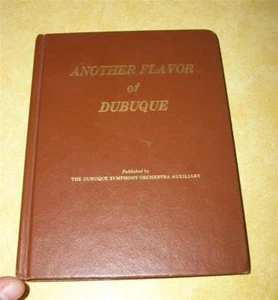 ANOTHER FLAVOR
of
DUBUQUE
Published by
THE DUBUQUE SYMPHONY ORCHESTRA AUXILIARY